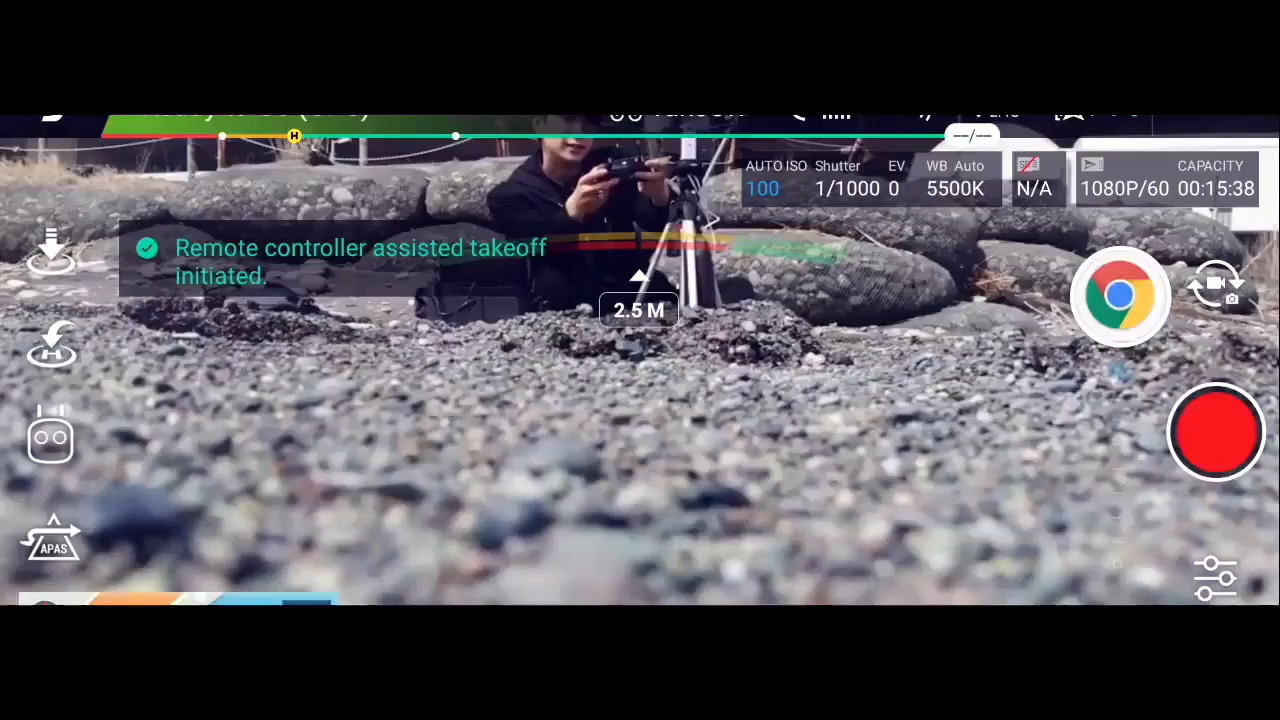 H
--/--
AUTO ISO Shutter EV WB Auto CAPACITY
100 1/1000 0 5500K N/A 1080P/60 00:15:38
Remote controller assisted takeoff
initiated.
2.5 M
H
APAS